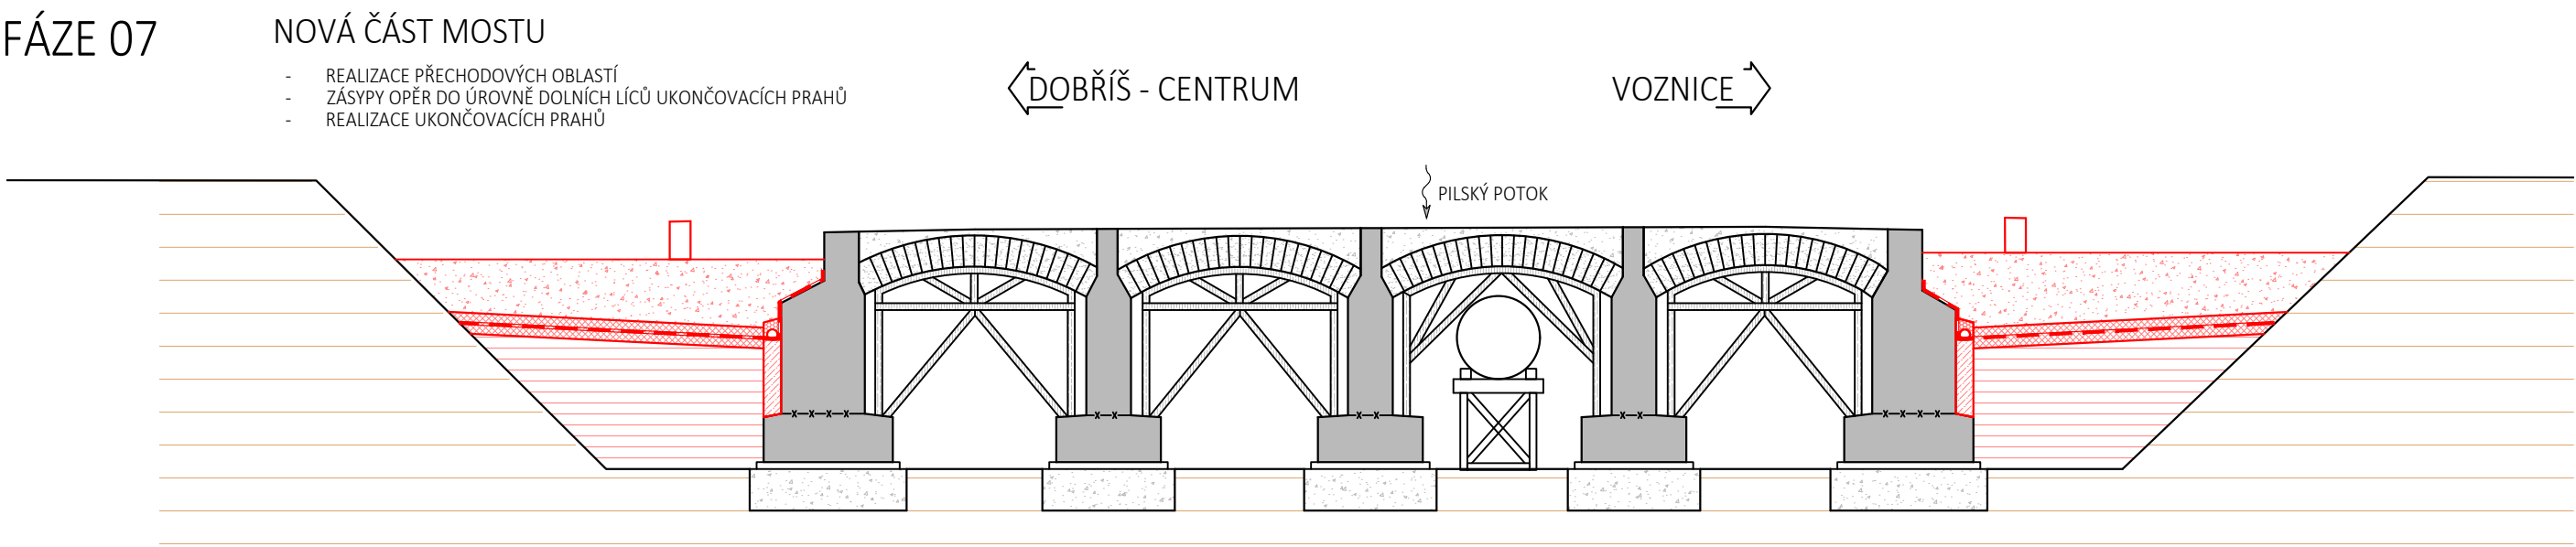 FÁZE 07
NOVÁ ČÁST MOSTU
- REALIZACE PŘECHODOVÝCH OBLASTÍ
- ZÁSYPY OPĚR DO ÚROVNĚ DOLNÍCH LÍCŮ UKONČOVACÍCH PRAHŮ
- REALIZACE UKONČOVACÍCH PRAHŮ
DOBŘÍŠ - CENTRUM
VOZNICE
PILSKÝ POTOK